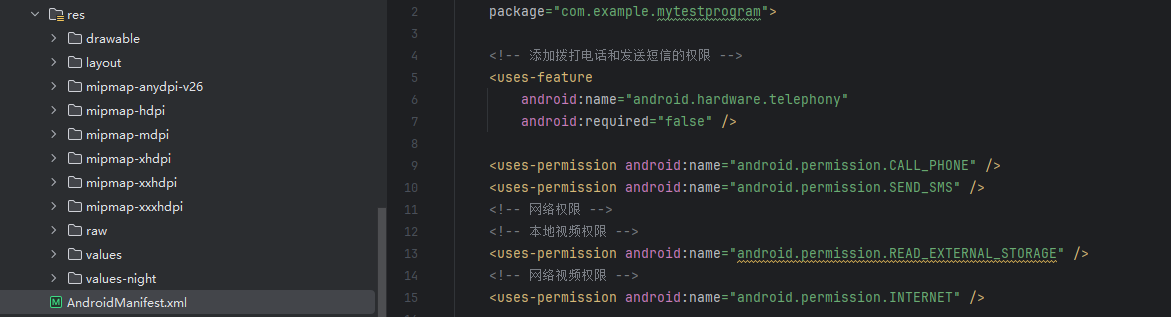 res
drawable
layout
mipmap-anydpi-v26
mipmap-hdpi
mipmap-mdpi
mipmap-xhdpi
mipmap-xxhdpi
mipmap-xxxhdpi
raw
values
values-night
AndroidManifest.xml
2 package="com.example.mytestprogram">
3
4 <!-- 添加拨打电话和发送短信的权限 -->
5 <uses-feature
6 android:name="android.hardware.telephony"
7 android:required="false" />
8
9 <uses-permission android:name="android.permission.CALL_PHONE" />
10 <uses-permission android:name="android.permission.SEND_SMS" />
11 <!-- 网络权限 -->
12 <!-- 本地视频权限 -->
13 <uses-permission android:name="android.permission.READ_EXTERNAL_STORAGE" />
14 <!-- 网络视频权限 -->
15 <uses-permission android:name="android.permission.INTERNET" />